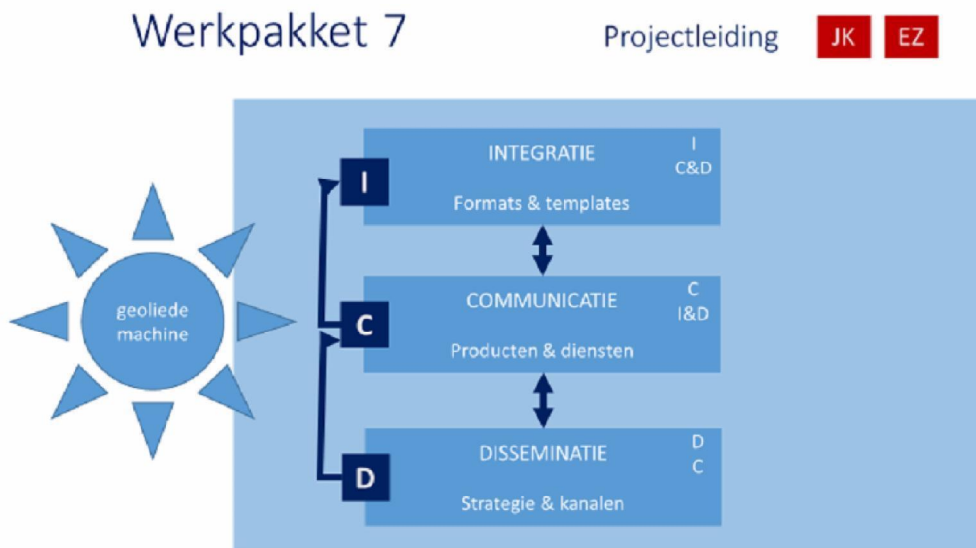 Werkpakket 7
Projectleiding JK EZ
geoliede
machine
I
INTEGRATIE
Formats & templates
I
C&D
C
COMMUNICATIE
Producten & diensten
C
I&D
D
DISSEMINATIE
Strategie & kanalen
D
C